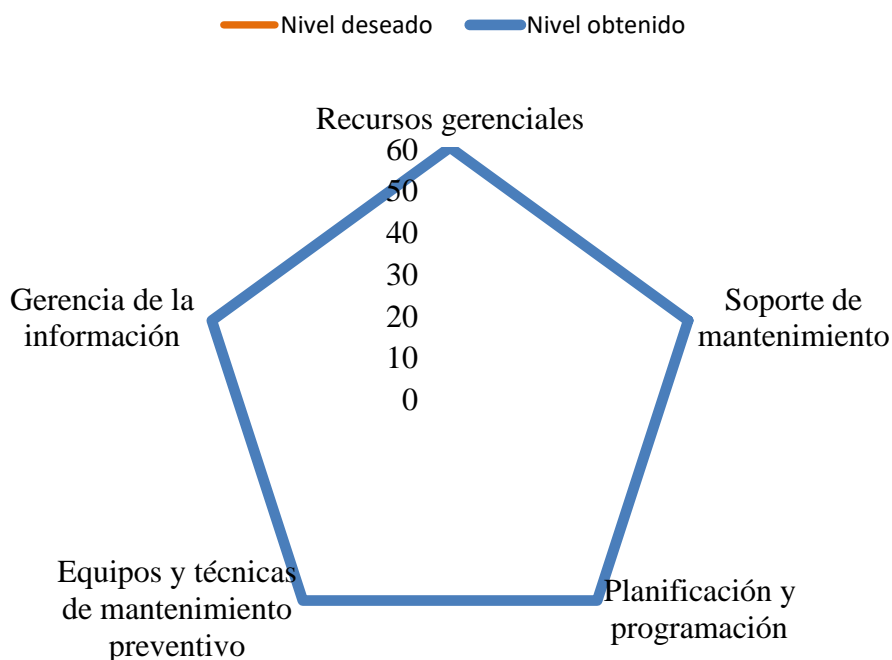 Nivel deseado Nivel obtenido
Recursos gerenciales
60
50
40
30
20
10
0
Gerencia de la
información
Soporte de
mantenimiento
Equipos y técnicas
de mantenimiento
preventivo
Planificación y
programación